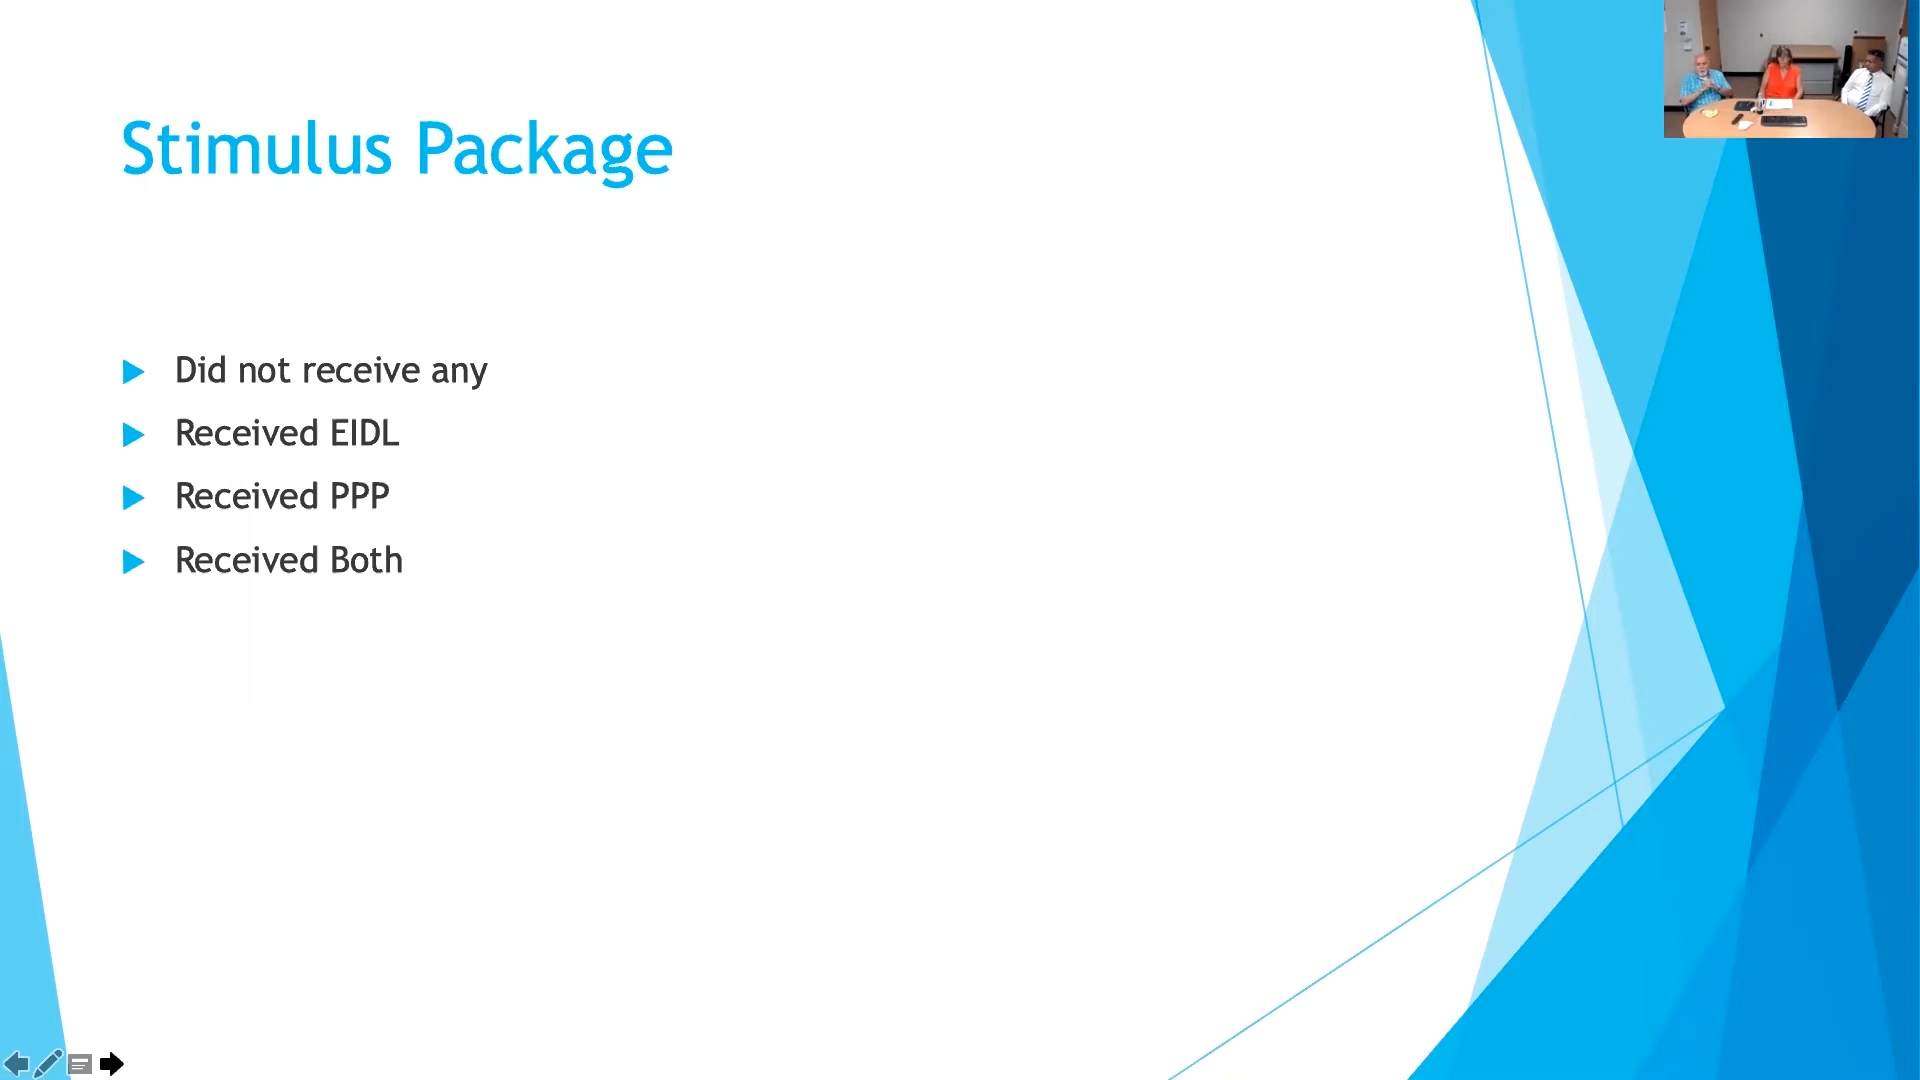 Stimulus Package
Did not receive any
Received EIDL
Received PPP
Received Both